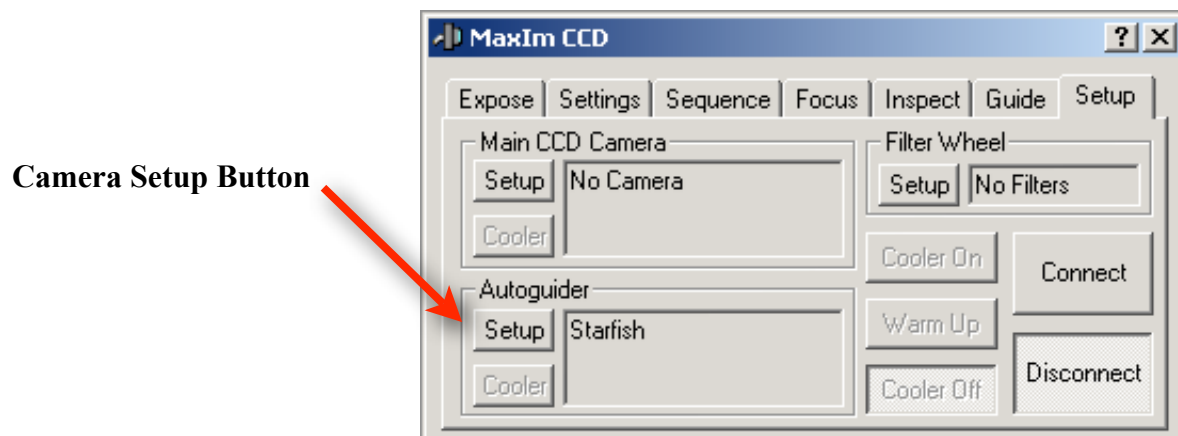 MaxIm CCD ? X
Expose Settings Sequence Focus Inspect Guide Setup
Main CCD Camera
Setup No Camera
Cooler
Filter Wheel
Setup No Filters
Camera Setup Button
Autoguider
Setup Starfish
Cooler
Cooler On
Warm Up
Cooler Off
Connect
Disconnect